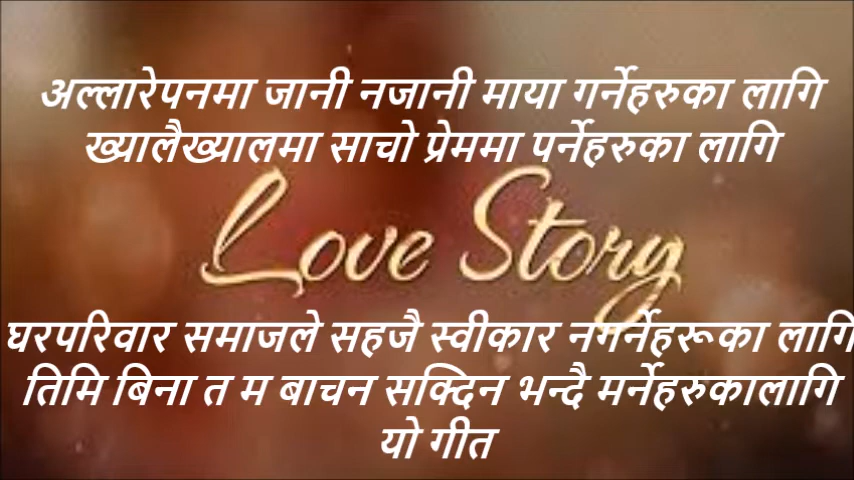 अल्लारेपनमा जानी नजानी माया गर्नेहरुका लागि
ख्यालैख्यालमा साचो प्रेममा पर्नेहरुका लागि
Love Story
घरपरिवार समाजले सहजै स्वीकार नगर्नेहरूका लागि
तिमि बिना त म बाचन सक्दिन भन्दै मर्नेहरुकालागि
यो गीत